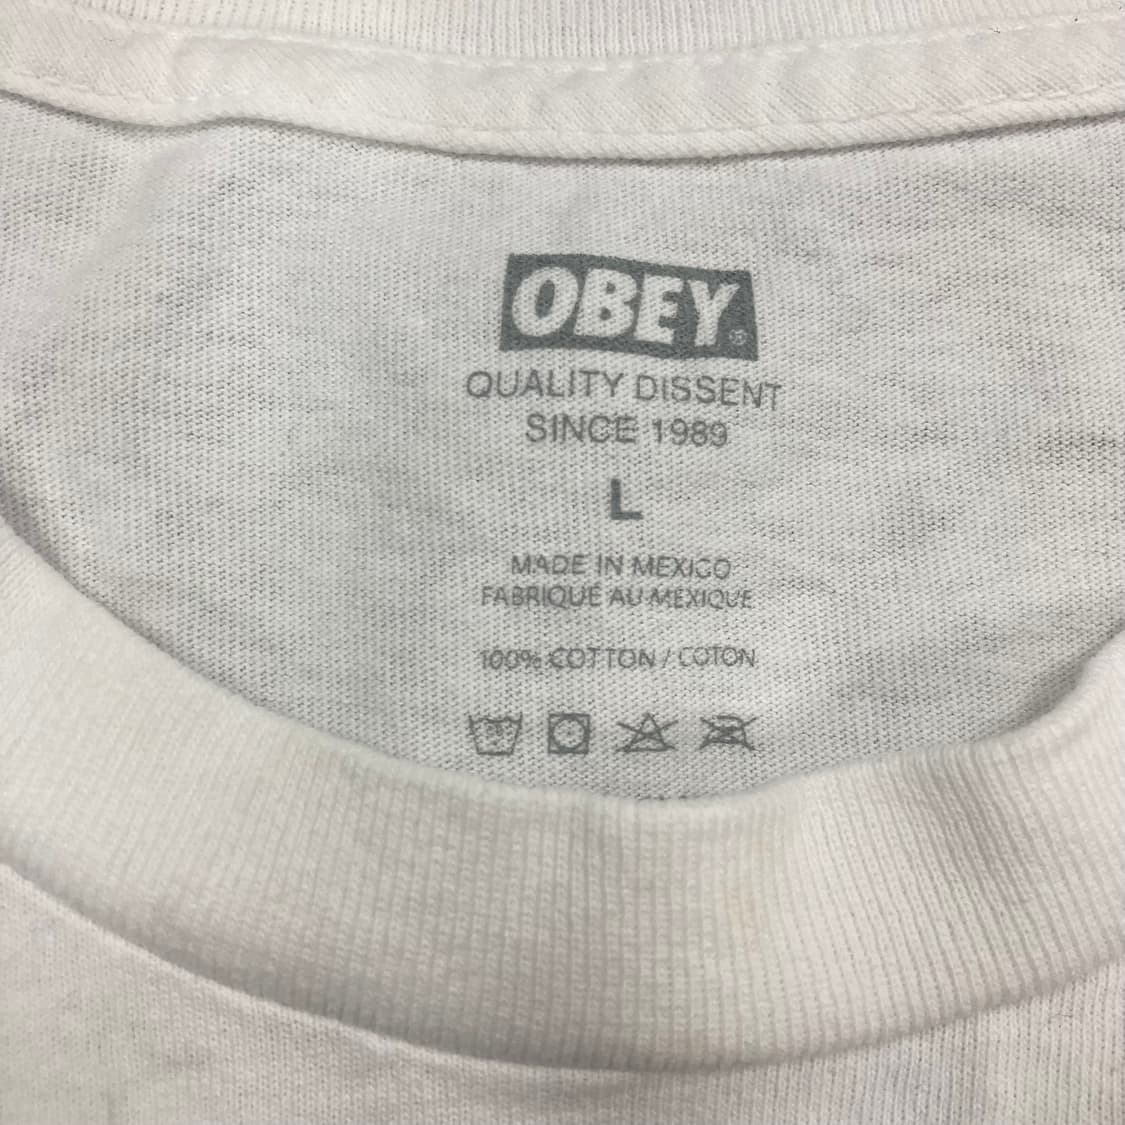 OBEY®
QUALITY DISSENT
SINCE 1989
L
MADE IN MEXICO
FABRIQUÉ AU MEXIQUE
100% COTTON / COTON